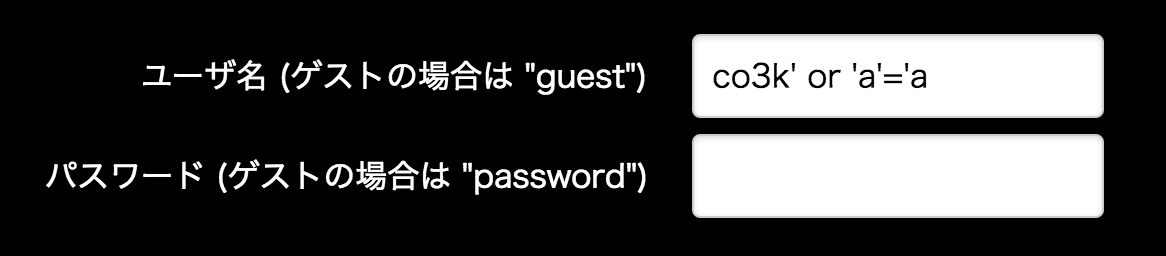 ユーザ名 (ゲストの場合は "guest") co3k' or 'a'='a
パスワード (ゲストの場合は "password")